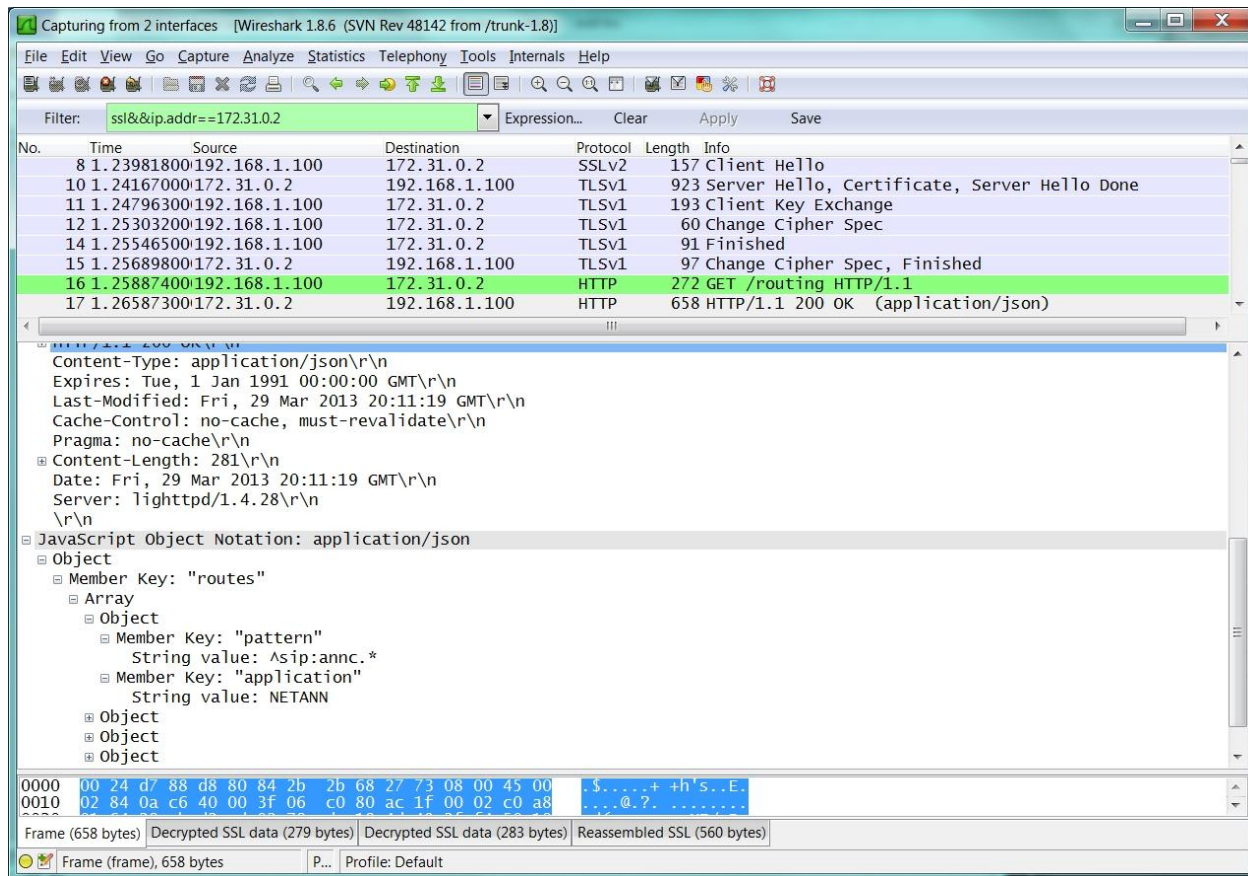 Capturing from 2 interfaces [Wireshark 1.8.6 (SVN Rev 48142 from /trunk-1.8)]
File Edit View Go Capture Analyze Statistics Telephony Tools Internals Help
Filter: ssl&&ip.addr==172.31.0.2 Expression... Clear Apply Save
No. Time Source Destination Protocol Length Info
8 1.23981800 192.168.1.100 172.31.0.2 SSLv2 157 Client Hello
10 1.24167000 172.31.0.2 192.168.1.100 TLSv1 923 Server Hello, Certificate, Server Hello Done
11 1.24796300 192.168.1.100 172.31.0.2 TLSv1 193 Client Key Exchange
12 1.25303200 192.168.1.100 172.31.0.2 TLSv1 60 Change Cipher Spec
14 1.25546500 192.168.1.100 172.31.0.2 TLSv1 91 Finished
15 1.25689800 172.31.0.2 192.168.1.100 TLSv1 97 Change Cipher Spec, Finished
16 1.25887400 192.168.1.100 172.31.0.2 HTTP 272 GET /routing HTTP/1.1
17 1.26587300 172.31.0.2 192.168.1.100 HTTP 658 HTTP/1.1 200 OK (application/json)
HTTP/1.1 200 OK\r\n
Content-Type: application/json\r\n
Expires: Tue, 1 Jan 1991 00:00:00 GMT\r\n
Last-Modified: Fri, 29 Mar 2013 20:11:19 GMT\r\n
Cache-Control: no-cache, must-revalidate\r\n
Pragma: no-cache\r\n
Content-Length: 281\r\n
Date: Fri, 29 Mar 2013 20:11:19 GMT\r\n
Server: lighttpd/1.4.28\r\n
\r\n
JavaScript Object Notation: application/json
Object
Member Key: "routes"
Array
Object
Member Key: "pattern"
String value: ^sip:annc.*
Member Key: "application"
String value: NETANN
Object
Object
Object
0000 00 24 d7 88 d8 80 84 2b 2b 68 27 73 08 00 45 00 .$.....+ +h's..E.
0010 02 84 0a c6 40 00 3f 06 c0 80 ac 1f 00 02 c0 a8 ....@.?. ........
Frame (658 bytes) Decrypted SSL data (279 bytes) Decrypted SSL data (283 bytes) Reassembled SSL (560 bytes)
Frame (frame), 658 bytes P... Profile: Default